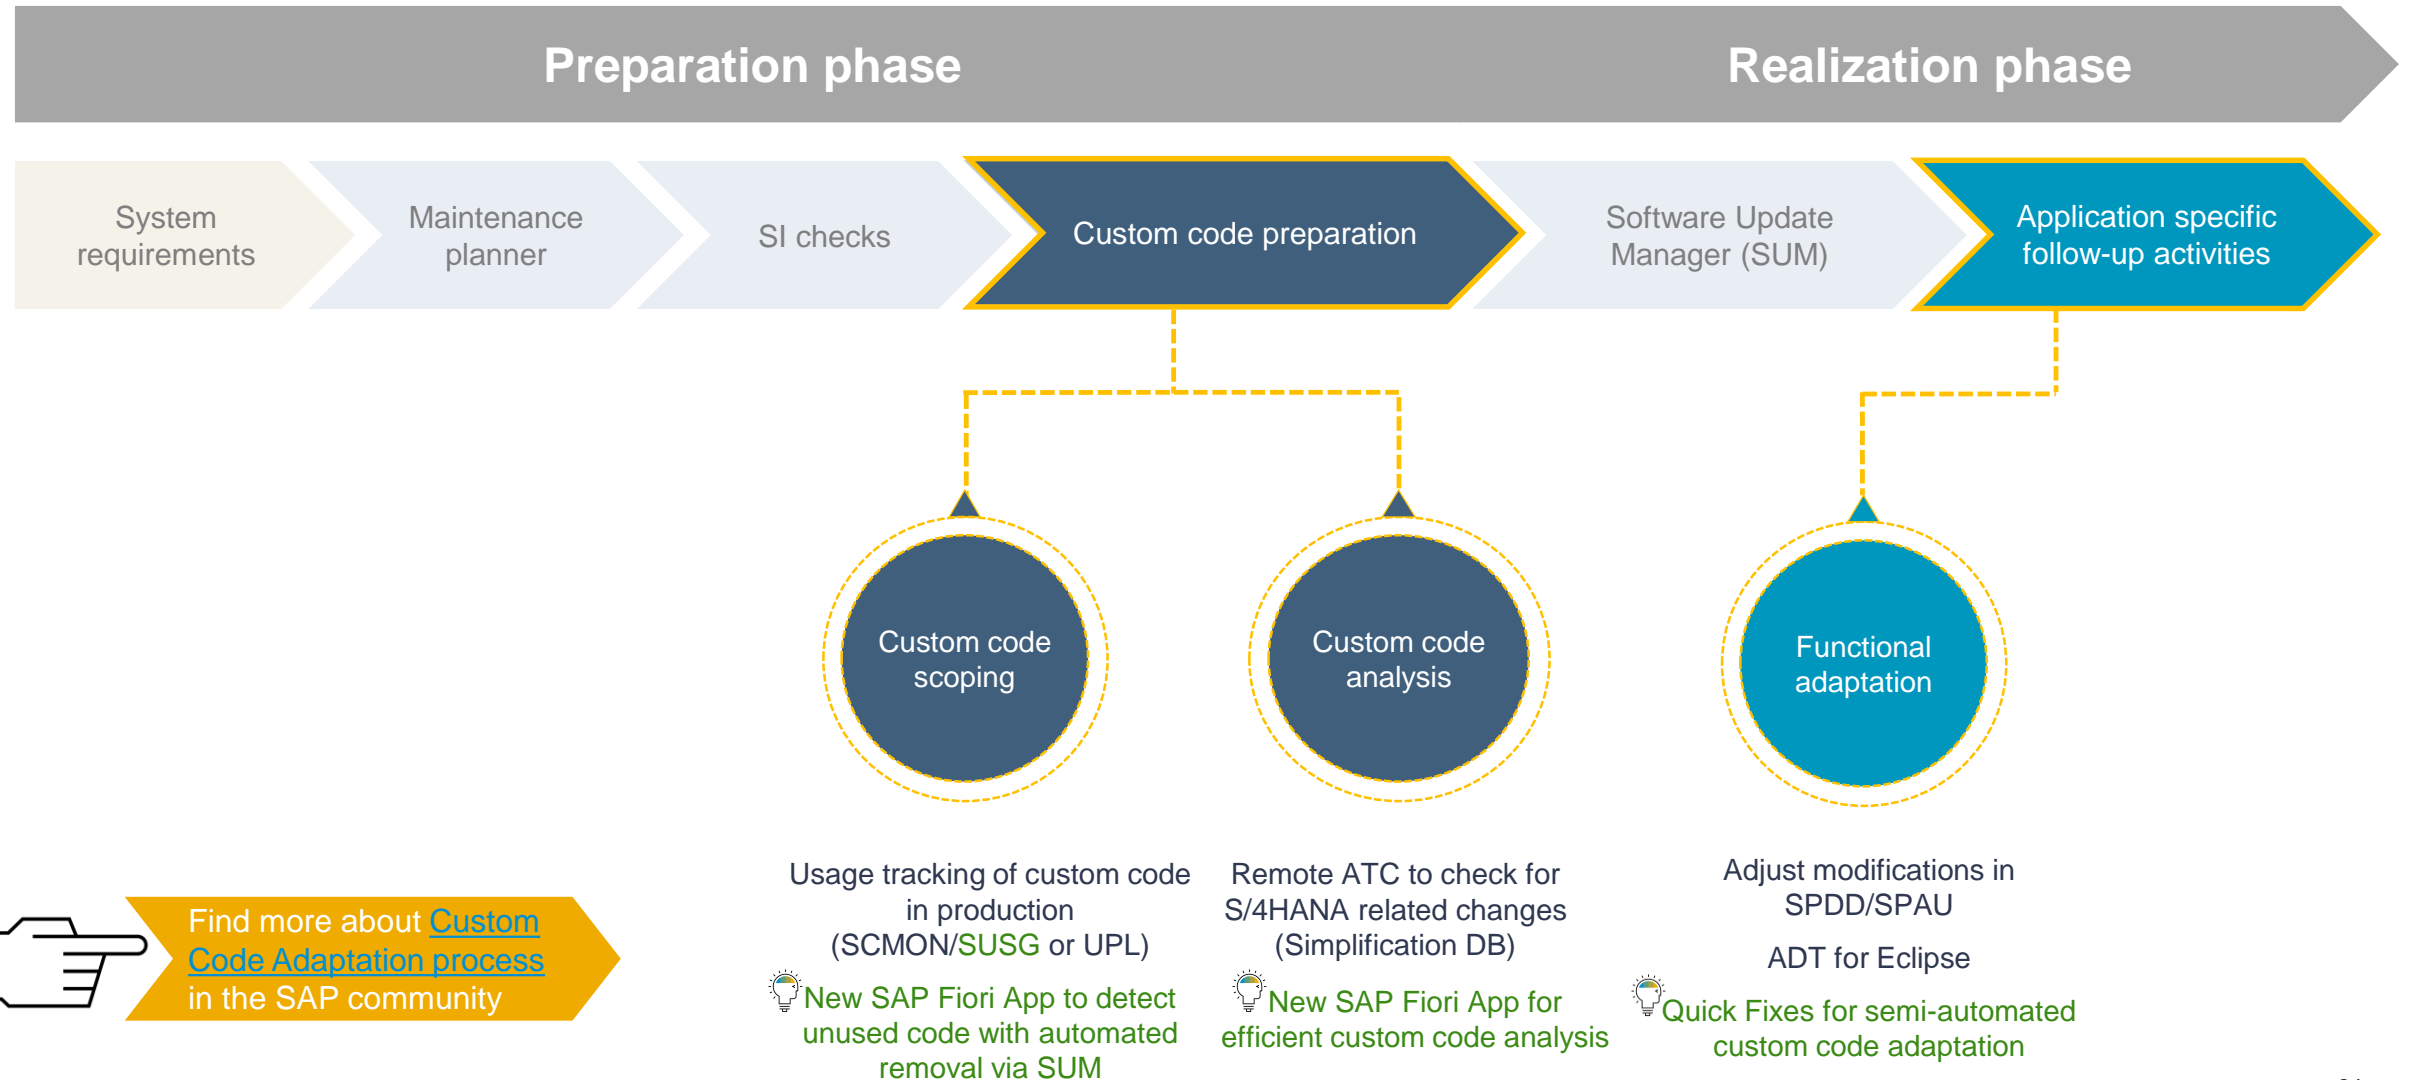 Preparation phase
Realization phase
System
requirements
Maintenance
planner
SI checks
Custom code preparation
Software Update
Manager (SUM)
Application specific
follow-up activities
Custom code
scoping
Custom code
analysis
Functional
adaptation
Usage tracking of custom code
in production
(SCMON/SUSG or UPL)
New SAP Fiori App to detect
unused code with automated
removal via SUM
Remote ATC to check for
S/4HANA related changes
(Simplification DB)
New SAP Fiori App for
efficient custom code analysis
Adjust modifications in
SPDD/SPAU
ADT for Eclipse
Quick Fixes for semi-automated
custom code adaptation
Find more about Custom
Code Adaptation process
in the SAP community